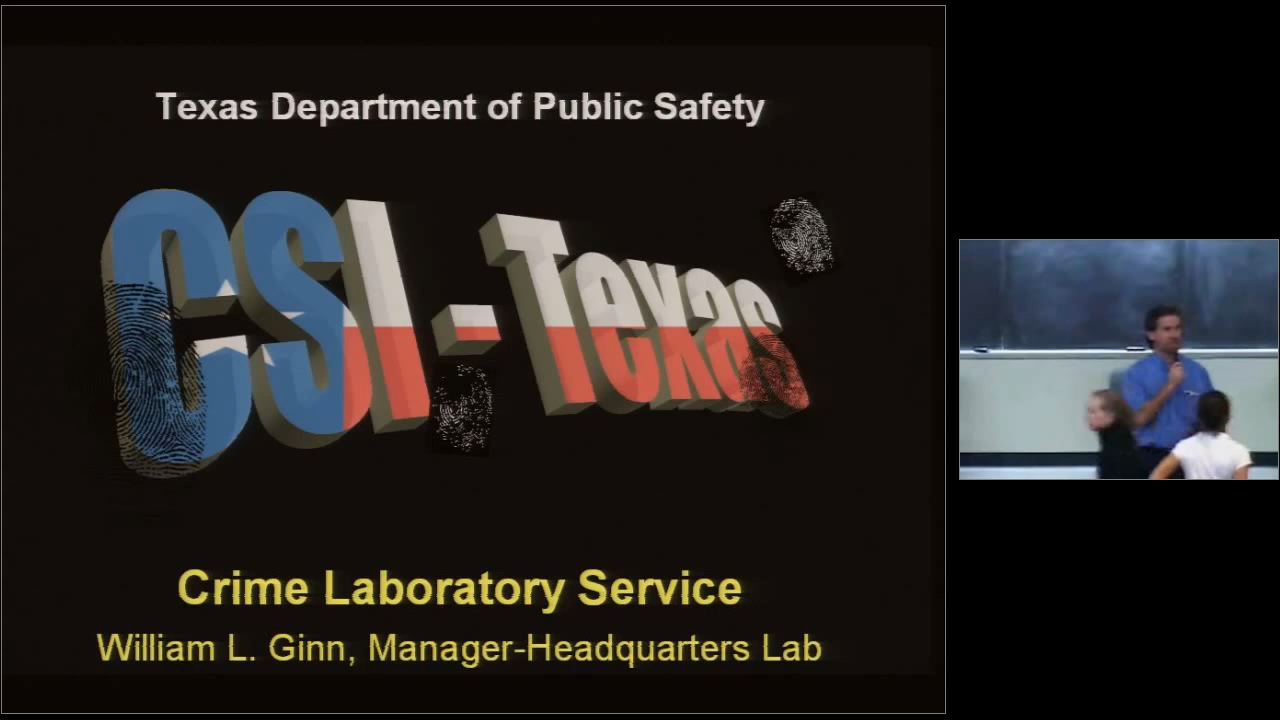 Texas Department of Public Safety
CSI - Texas
Crime Laboratory Service
William L. Ginn, Manager-Headquarters Lab